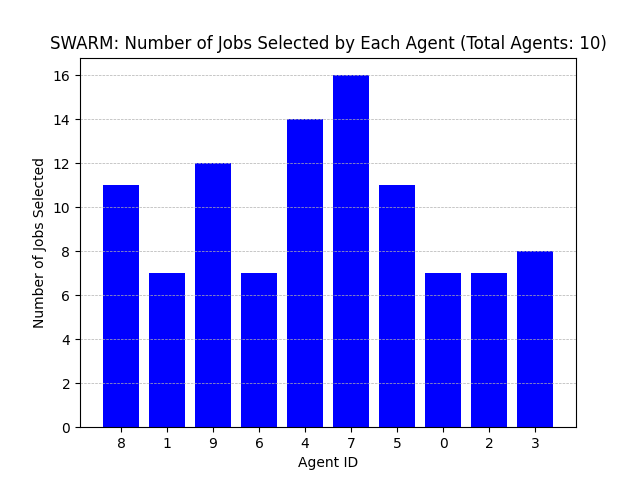 SWARM: Number of Jobs Selected by Each Agent (Total Agents: 10)
16
14
12
10
8
6
4
2
0
Number of Jobs Selected
8 1 9 6 4 7 5 0 2 3
Agent ID